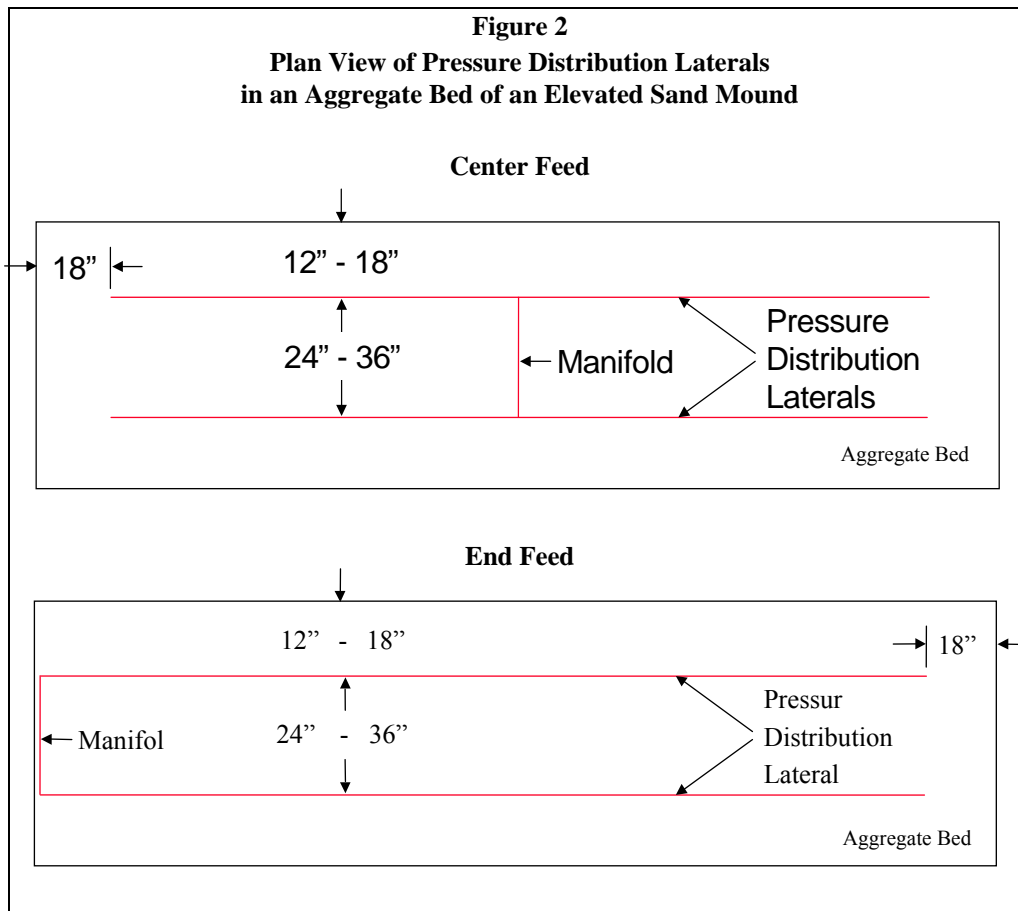 Figure 2
Plan View of Pressure Distribution Laterals
in an Aggregate Bed of an Elevated Sand Mound
Center Feed
18”
12” - 18”
24” - 36”
Manifold
Pressure
Distribution
Laterals
Aggregate Bed
End Feed
12” - 18”
18”
Manifol
24” - 36”
Pressur
Distribution
Lateral
Aggregate Bed